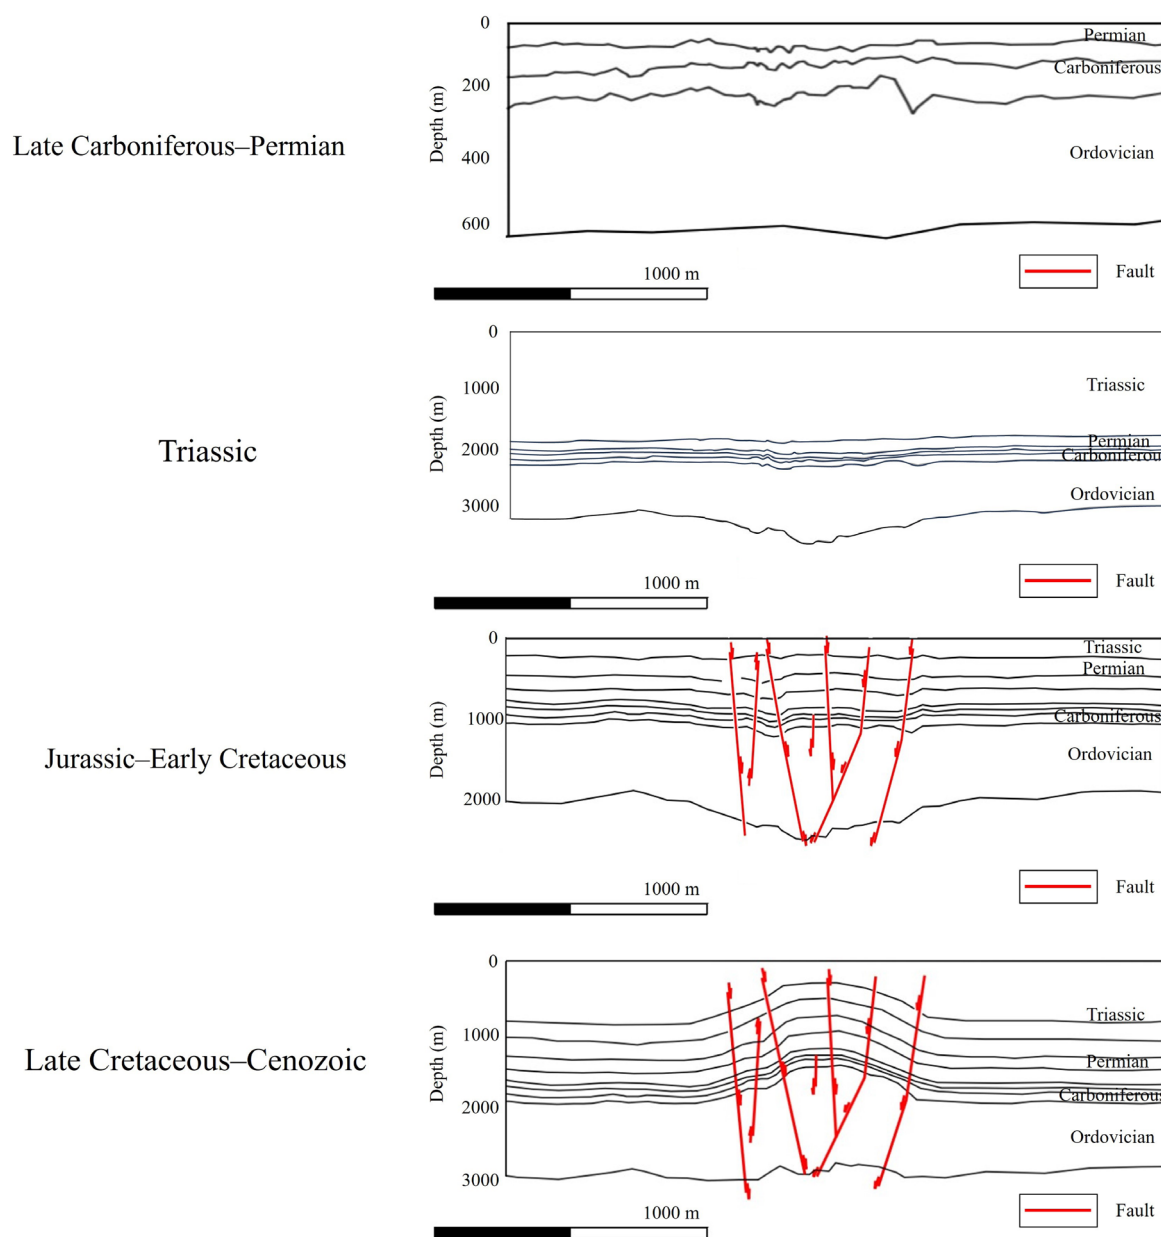 Late Carboniferous–Permian
Depth (m)
0
200
400
600
Permian
Carboniferous
Ordovician
1000 m
Fault
Triassic
Depth (m)
0
1000
2000
3000
Triassic
Permian
Carboniferous
Ordovician
1000 m
Fault
Jurassic–Early Cretaceous
Depth (m)
0
1000
2000
Triassic
Permian
Carboniferous
Ordovician
1000 m
Fault
Late Cretaceous–Cenozoic
Depth (m)
0
1000
2000
3000
Triassic
Permian
Carboniferous
Ordovician
1000 m
Fault